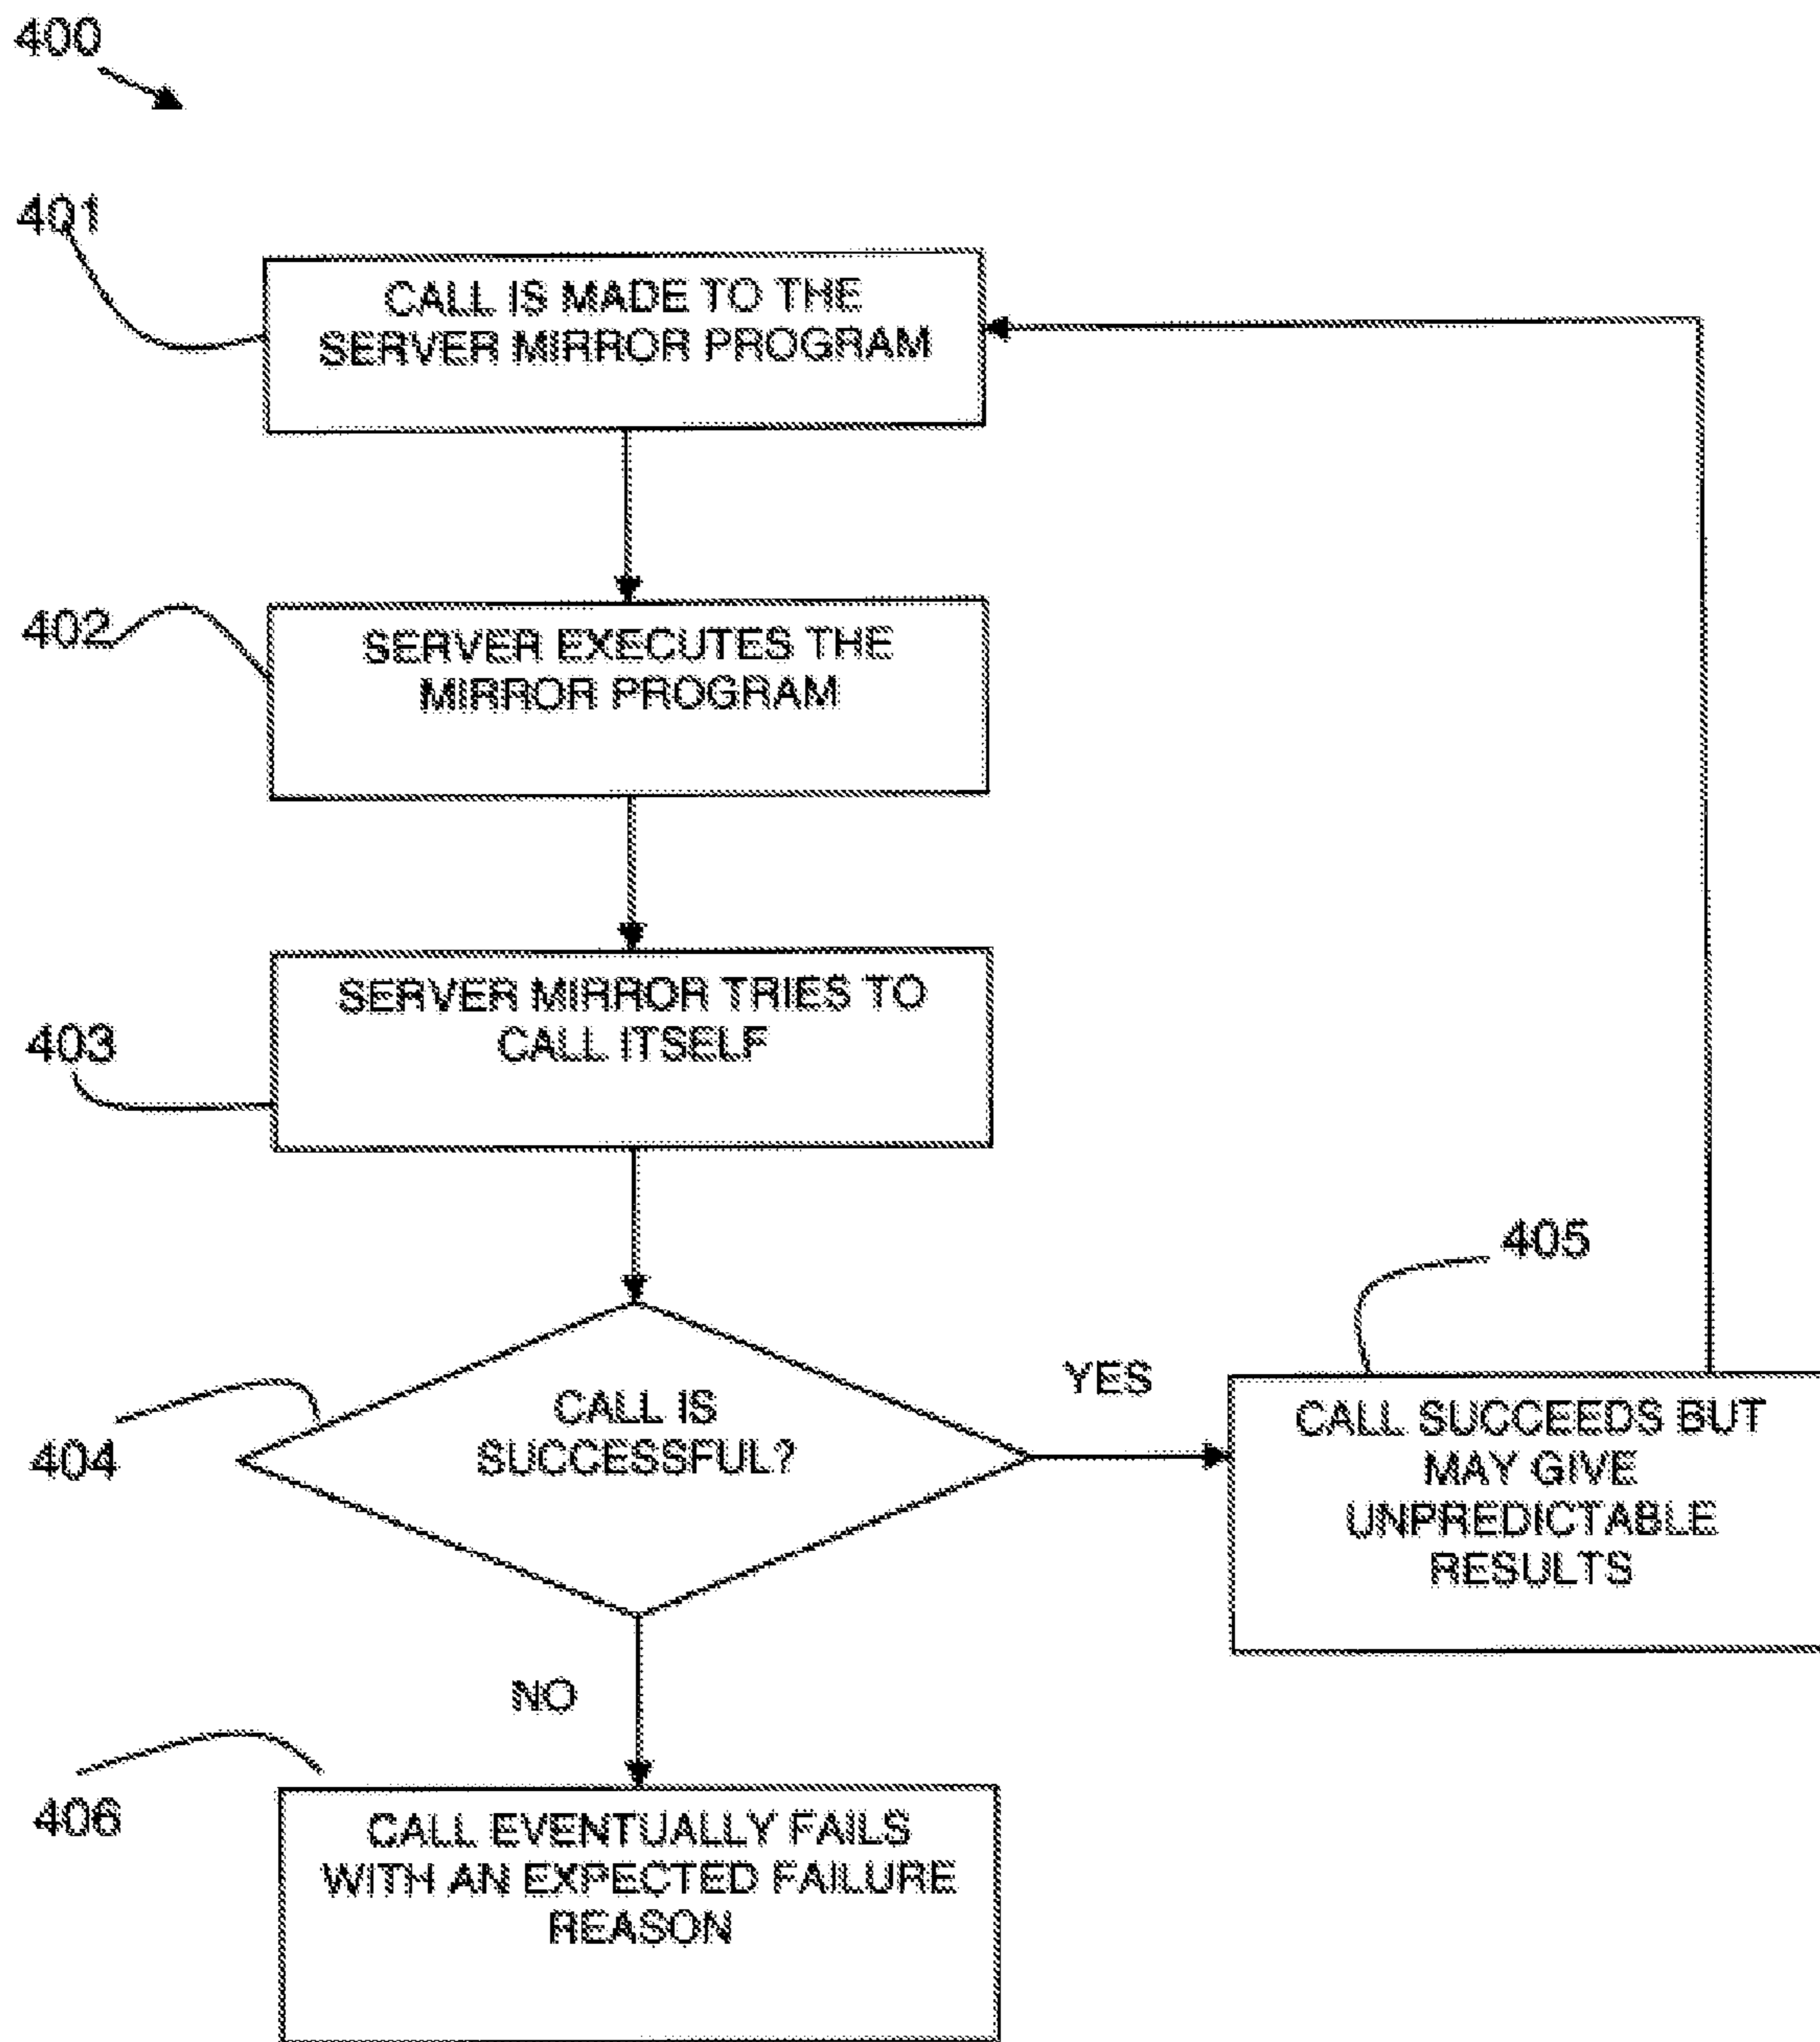 400
401
CALL IS MADE TO THE
SERVER MIRROR PROGRAM
402
SERVER EXECUTES THE
MIRROR PROGRAM
SERVER MIRROR TRIES TO
CALL ITSELF
403
405
YES
CALL IS
SUCCESSFUL?
404
CALL SUCCEEDS BUT
MAY GIVE
UNPREDICTABLE
RESULTS
NO
406
CALL EVENTUALLY FAILS
WITH AN EXPECTED FAILURE
REASON